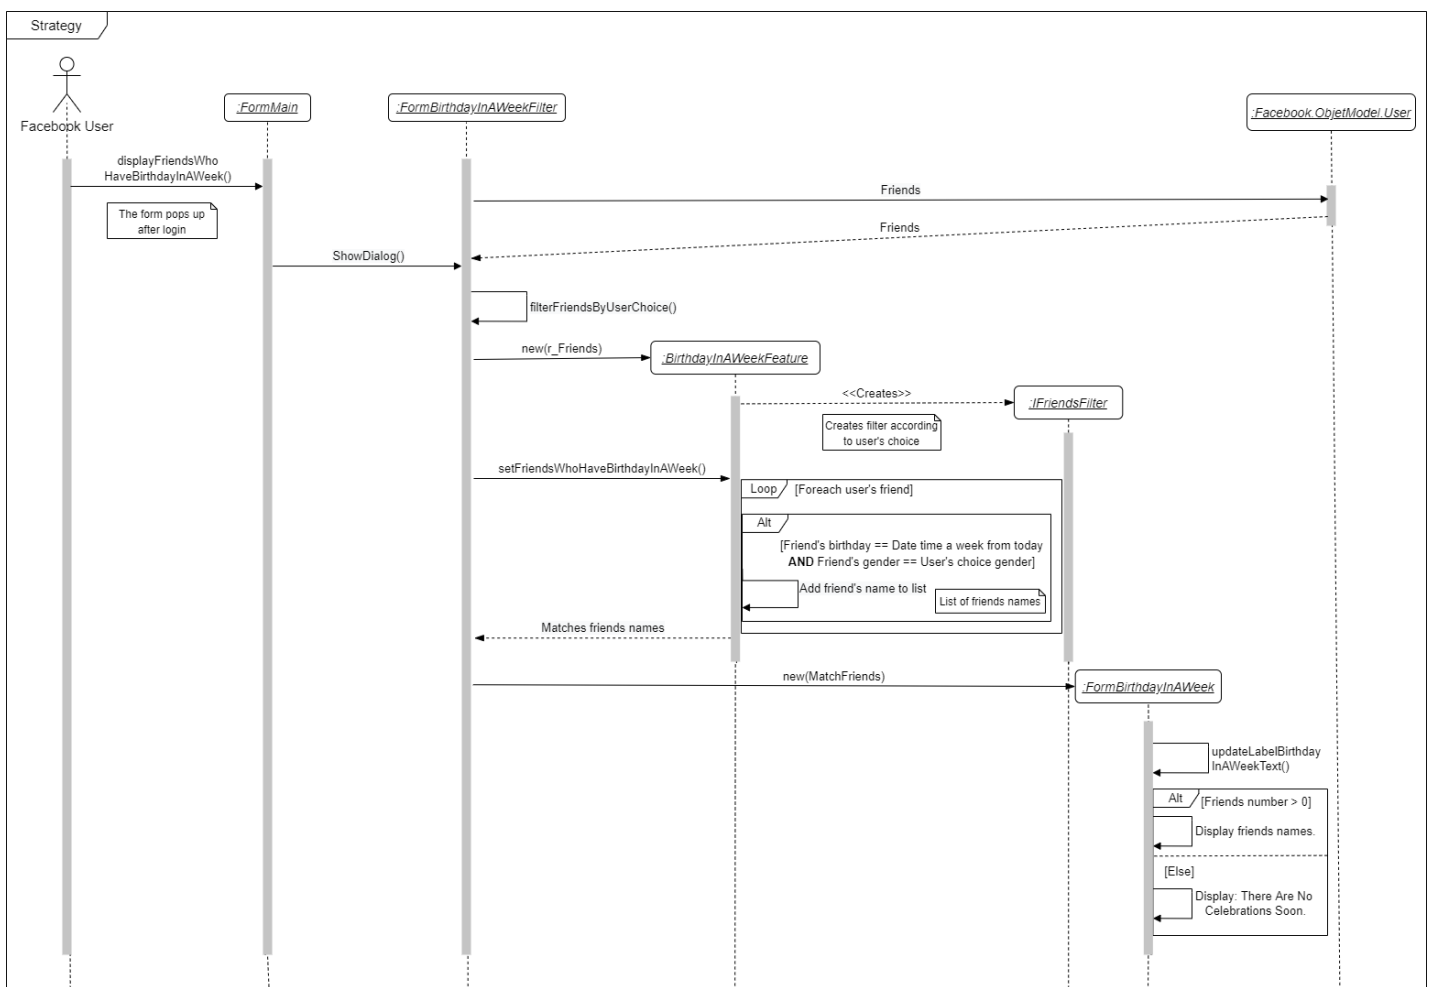 Strategy
Facebook User
:FormMain
:FormBirthdayInAWeekFilter
:Facebook.ObjetModel.User
displayFriendsWho
HaveBirthdayInAWeek()
The form pops up
after login
Friends
Friends
ShowDialog()
filterFriendsByUserChoice()
new(r_Friends)
:BirthdayInAWeekFeature
<<Creates>>
:IFriendsFilter
Creates filter according
to user's choice
setFriendsWhoHaveBirthdayInAWeek()
Loop
[Foreach user's friend]
Alt
[Friend's birthday == Date time a week from today
AND Friend's gender == User's choice gender]
Add friend's name to list
List of friends names
Matches friends names
new(MatchFriends)
:FormBirthdayInAWeek
updateLabelBirthday
InAWeekText()
Alt
[Friends number > 0]
Display friends names.
[Else]
Display: There Are No
Celebrations Soon.